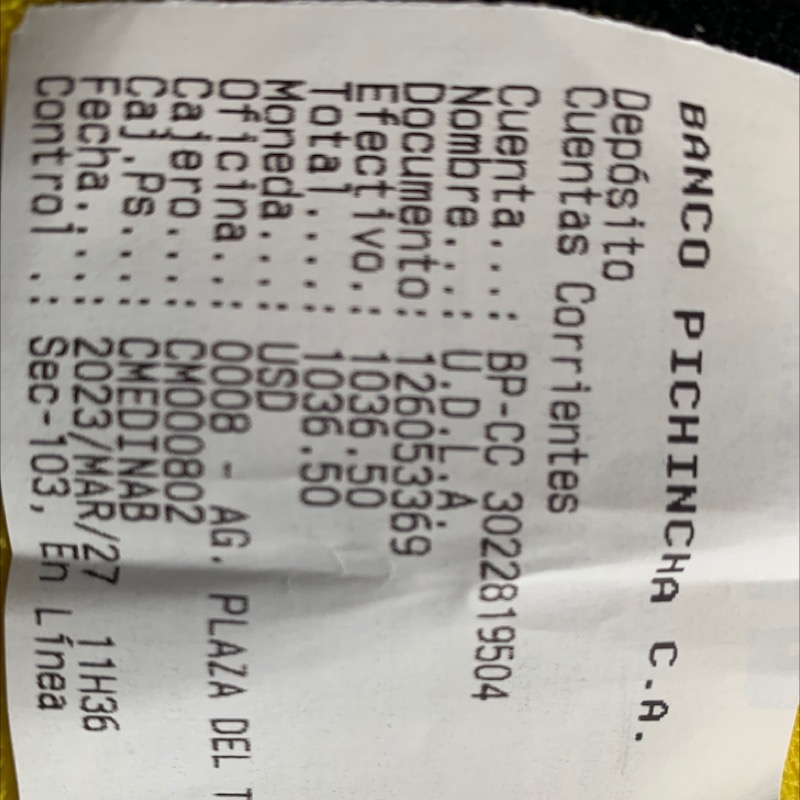 BANCO PICHINCHA C.A.
Depósito
Cuentas Corrientes
Cuenta...: BP-CC 3022819504
Nombre...: U.D.L.A.
Documento: 126053369
Efectivo.: 1036.50
Total....: 1036.50
Moneda...: USD
Oficina..: 0008 - AG. PLAZA DEL T
Cajero...: CM000802
Caj.Ps...: CMEDINAB
Fecha....: 2023/MAR/27 11H36
Control .: Sec-103, En Línea